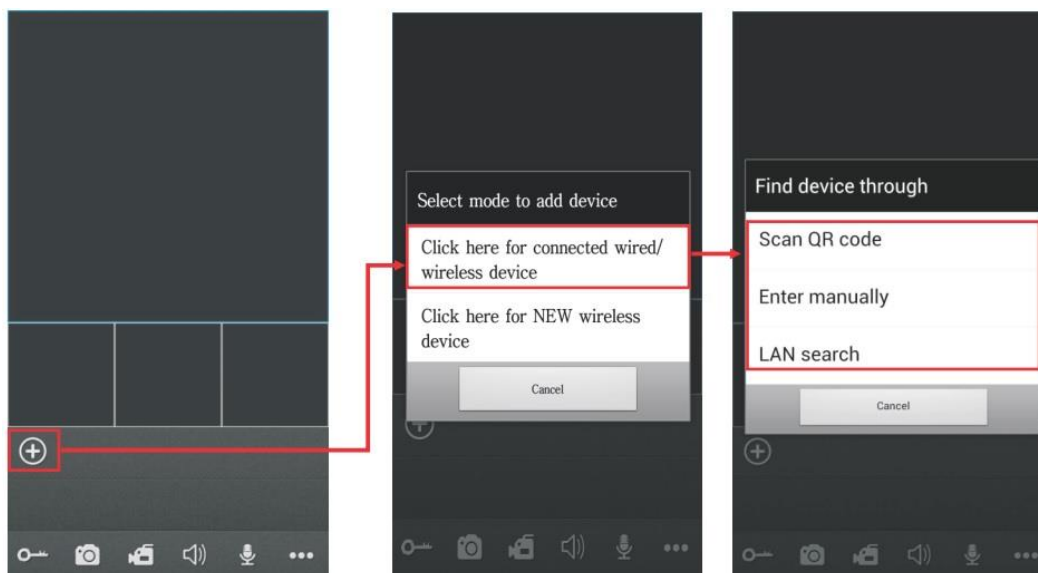 Select mode to add device
Click here for connected wired/
wireless device
Click here for NEW wireless
device
Cancel
Find device through
Scan QR code
Enter manually
LAN search
Cancel